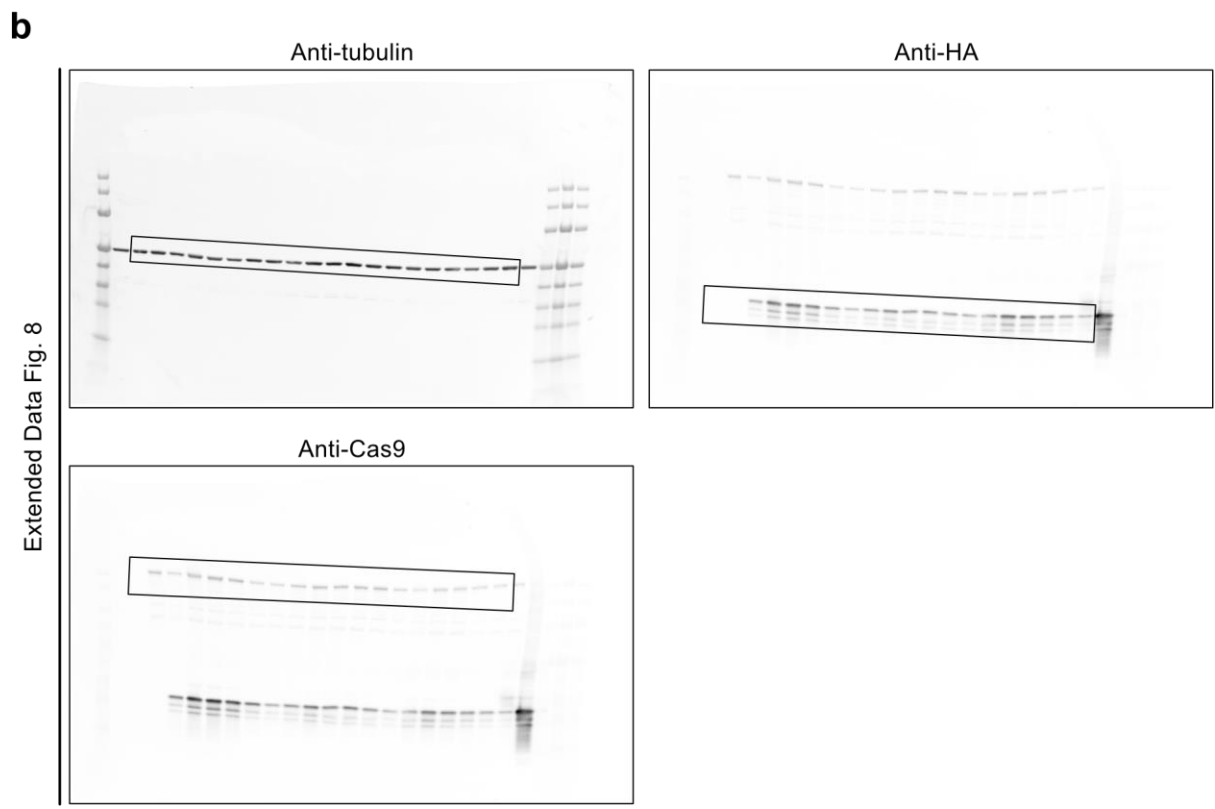 b
Anti-tubulin
Anti-HA
Extended Data Fig. 8
Anti-Cas9